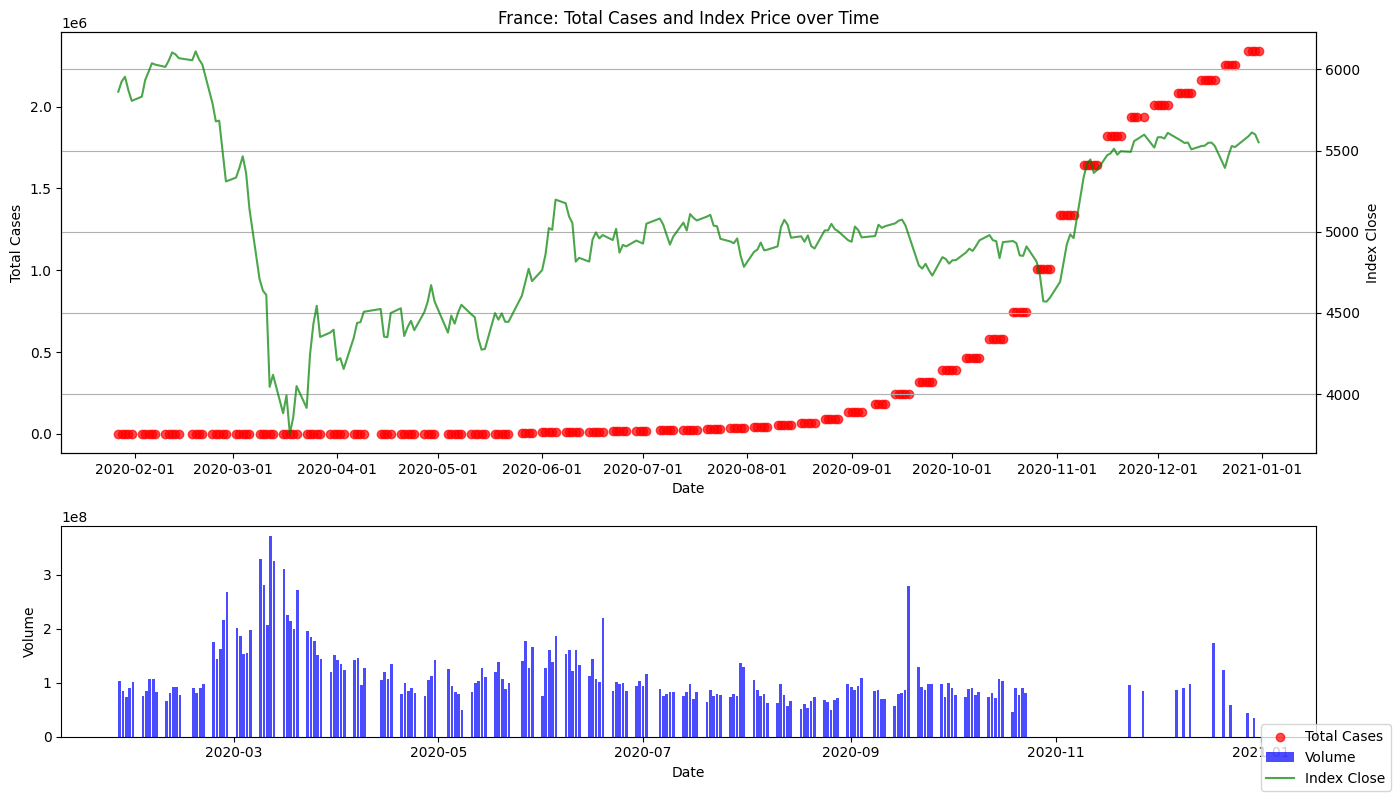 France: Total Cases and Index Price over Time
1e6
2.0
1.5
1.0
0.5
0.0
Total Cases
6000
5500
5000
4500
4000
Index Close
2020-02-01 2020-03-01 2020-04-01 2020-05-01 2020-06-01 2020-07-01 2020-08-01 2020-09-01 2020-10-01 2020-11-01 2020-12-01 2021-01-01
Date
1e8
3
2
1
0
Volume
2020-03 2020-05 2020-07 2020-09 2020-11 2021-01
Date
Total Cases
Volume
Index Close